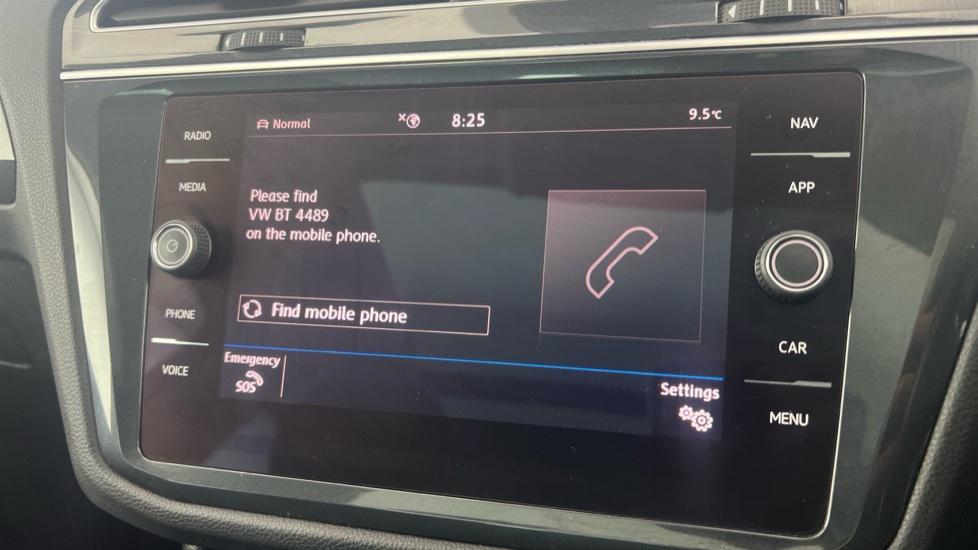 RADIO
MEDIA
PHONE
VOICE
Normal
8:25
9.5°C
Please find
VW BT 4489
on the mobile phone.
Find mobile phone
Emergency
SOS
Settings
NAV
APP
CAR
MENU